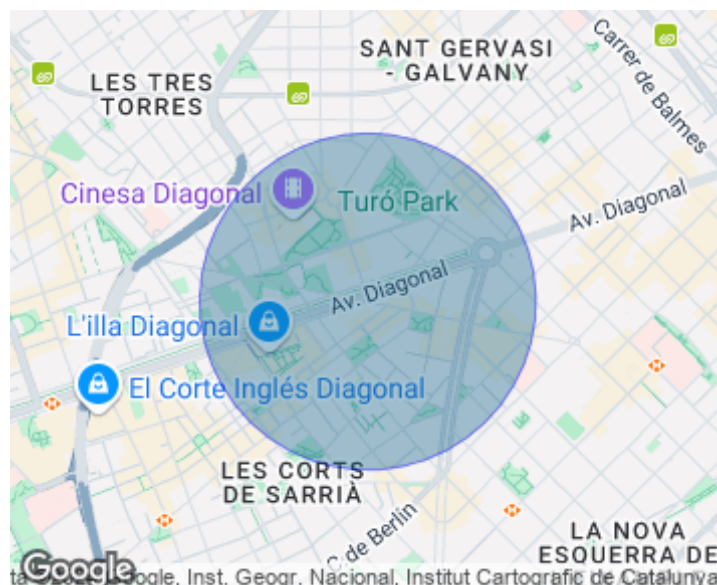 SANT GERVASI
- GALVANY
Carrer de Balmes
LES TRES
TORRES
Cinesa Diagonal
Turó Park
Av. Diagonal
Av. Diagonal
L'illa Diagonal
El Corte Inglés Diagonal
LES CORTS
DE SARRIÀ
C. de Berlín
LA NOVA
ESQUERRA DE
Google
Google, Inst. Geogr. Nacional, Institut Cartogràfic de Catalunya